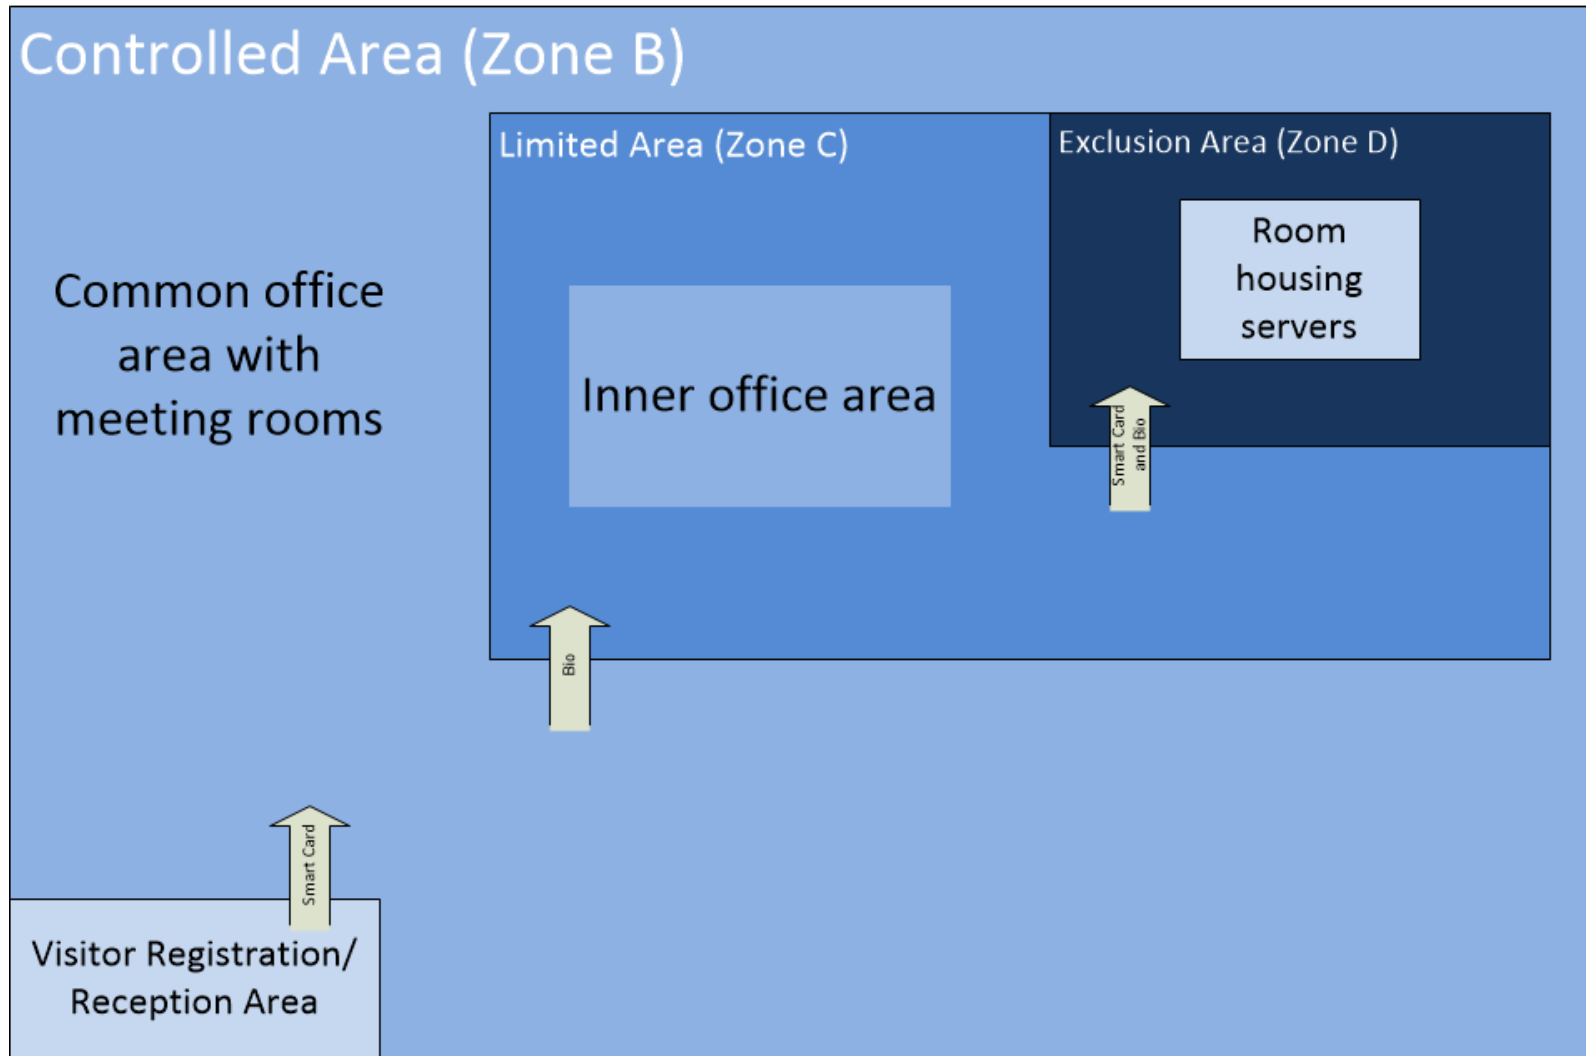 Controlled Area (Zone B)
Limited Area (Zone C)
Exclusion Area (Zone D)
Room
housing
servers
Common office
area with
meeting rooms
Inner office area
Smart Card
and Bio
Bio
Smart Card
Visitor Registration/
Reception Area